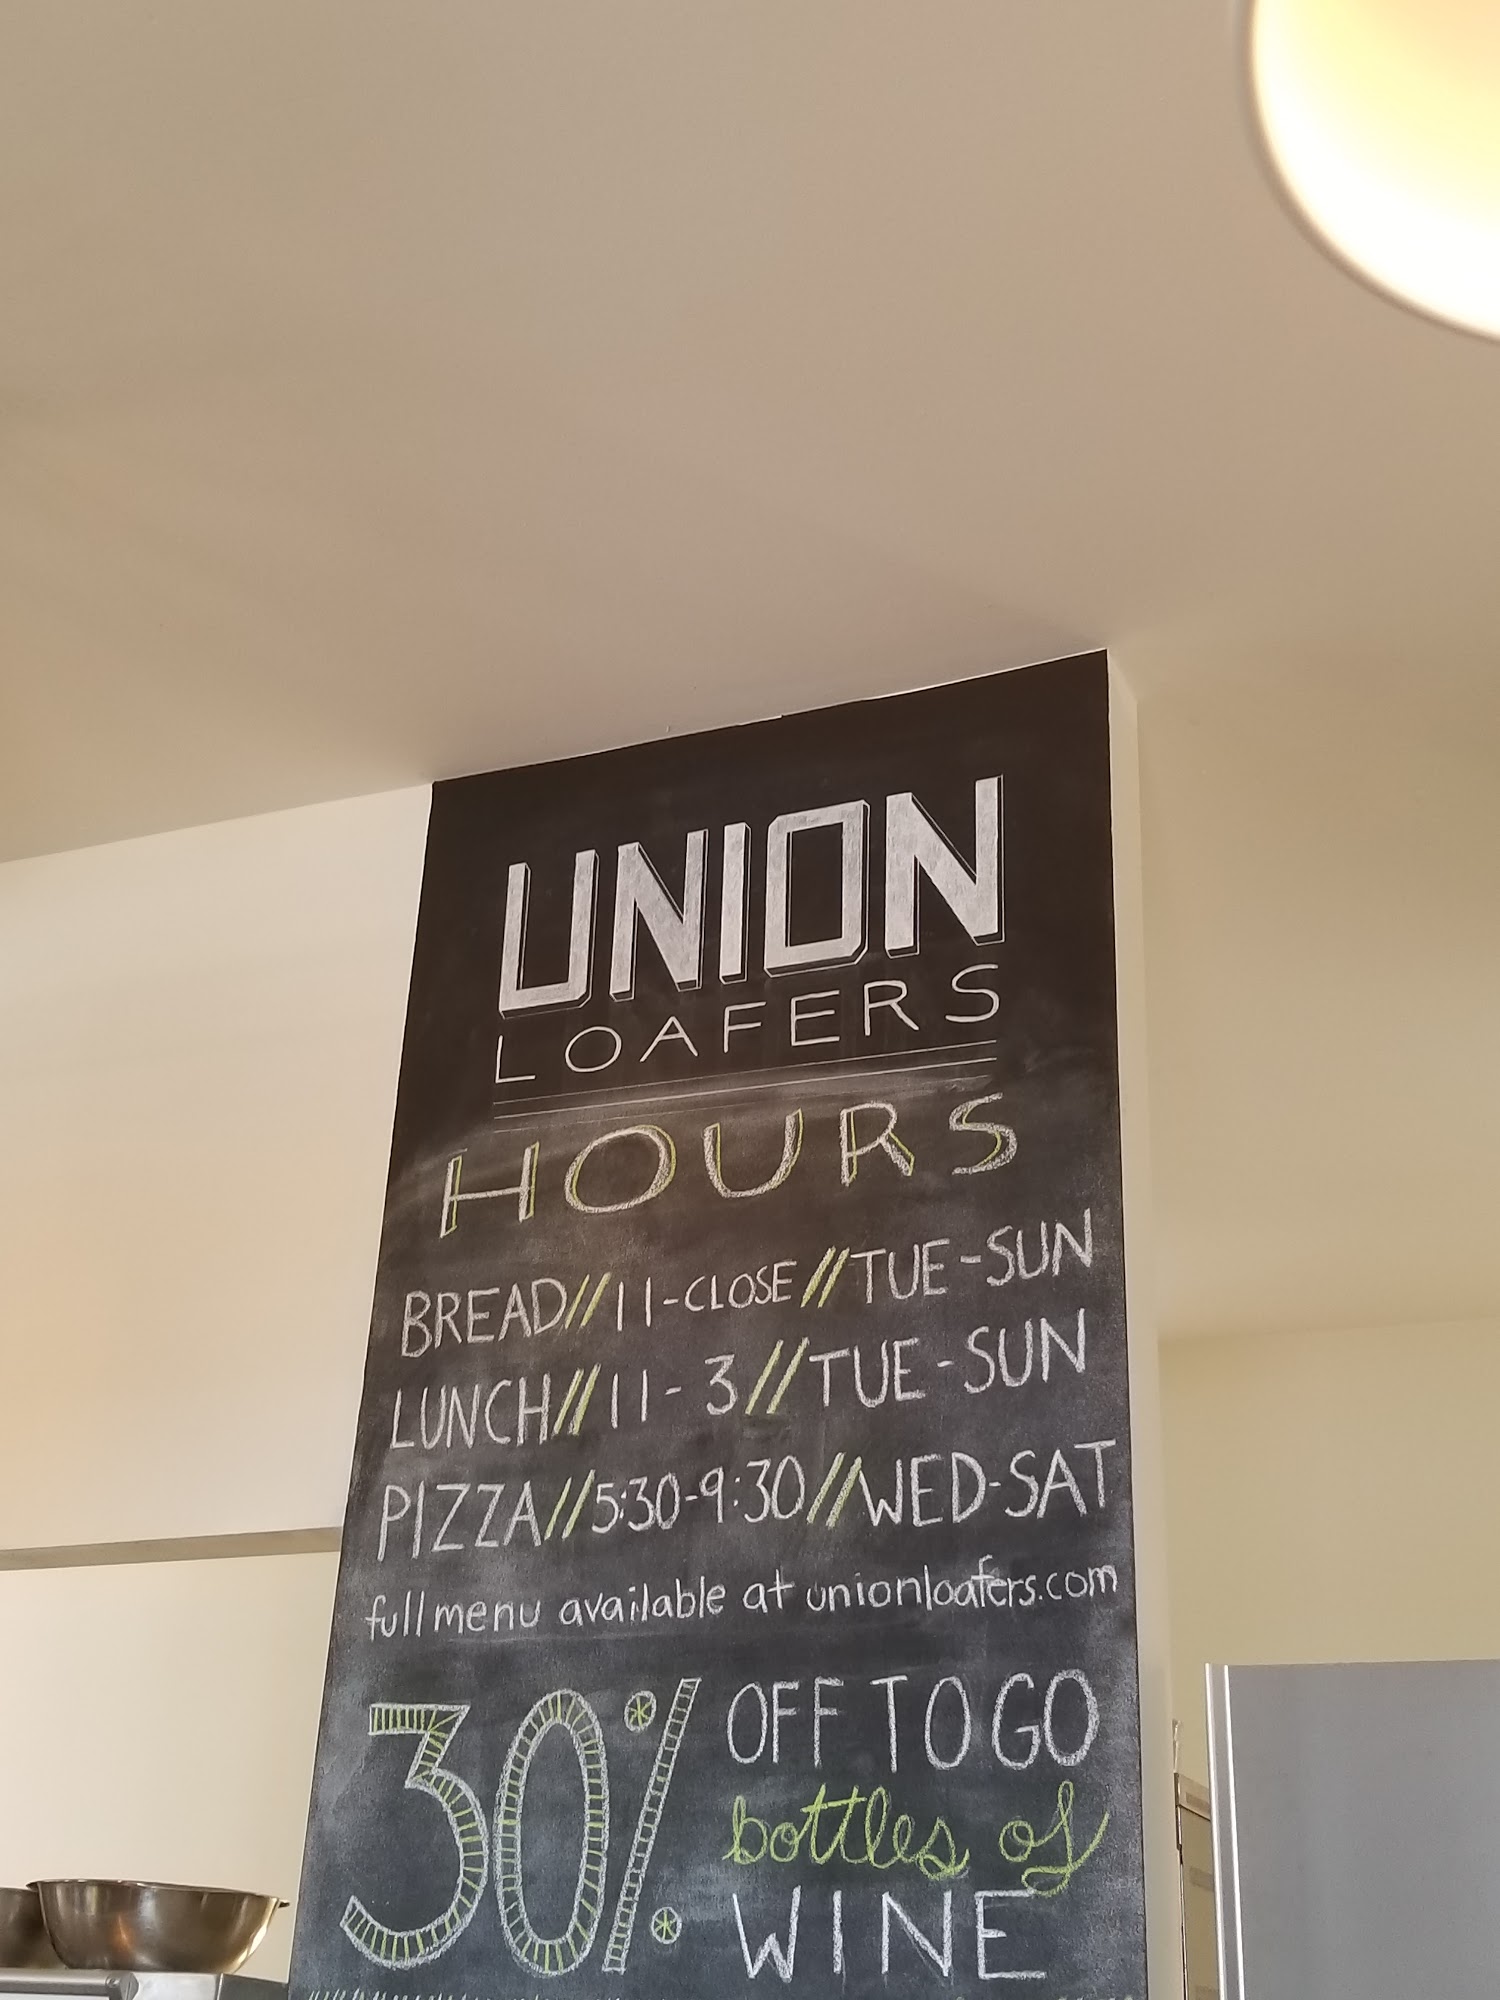 UNION
LOAFERS
HOURS
BREAD//11-CLOSE//TUE-SUN
LUNCH//11-3//TUE-SUN
PIZZA//5:30-9:30//WED-SAT
full menu available at unionloafers.com
30% OFF TO GO
bottles of
WINE